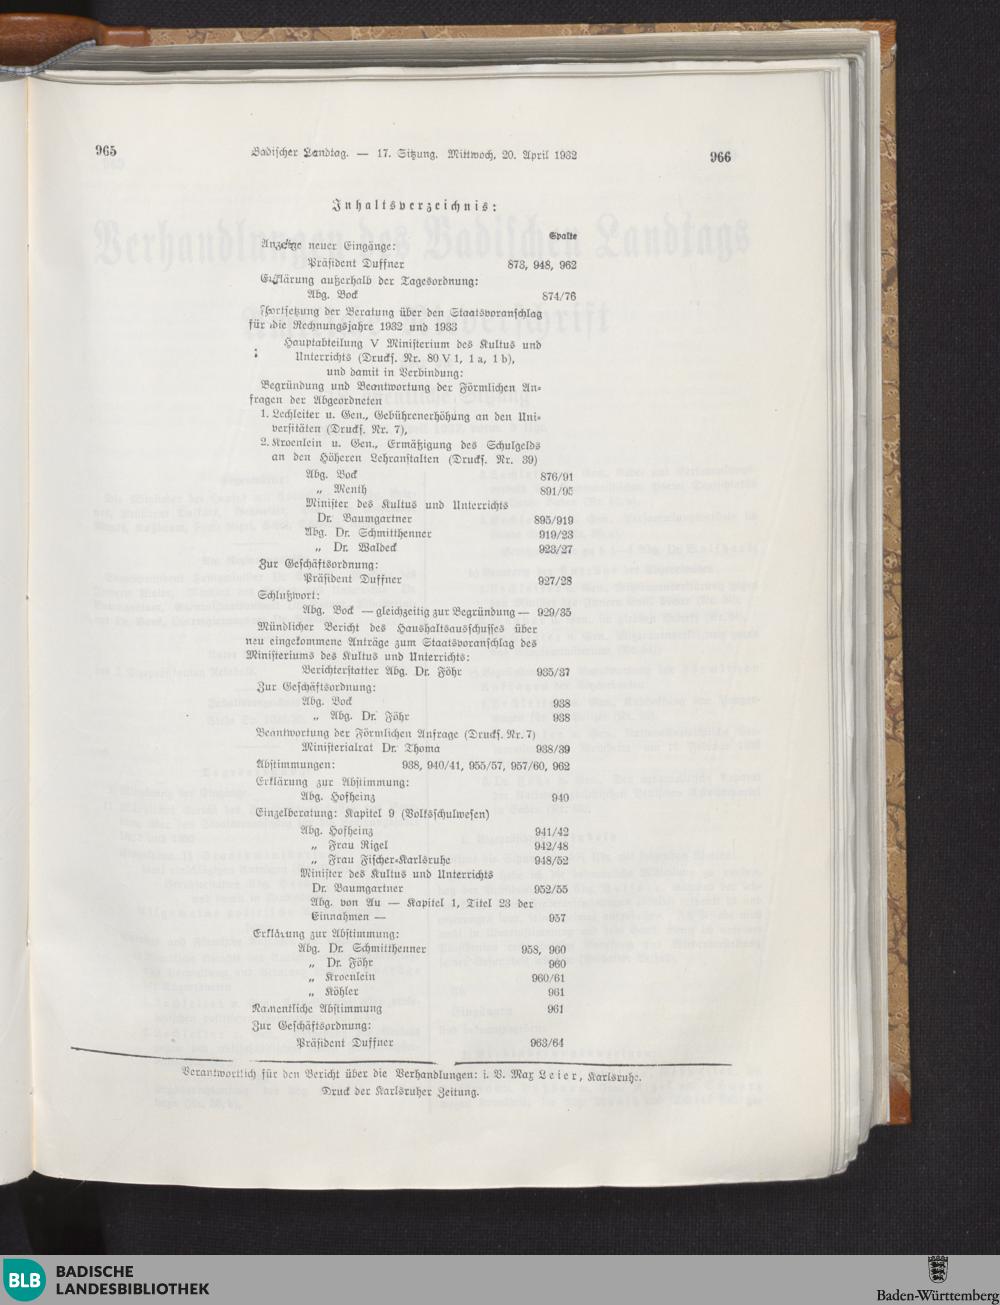 965
Badischer Landtag. — 17. Sitzung. Mittwoch, 20. April 1932
966
Inhaltsverzeichnis:
Spalte
Anzeige neuer Eingänge:
Präsident Duffner 873, 948, 962
Erklärung außerhalb der Tagesordnung:
Abg. Bock 874/76
Fortsetzung der Beratung über den Staatsvoranschlag
für die Rechnungsjahre 1932 und 1933
Hauptabteilung V Ministerium des Kultus und
Unterrichts (Drucks. Nr. 80 V 1, 1 a, 1 b),
und damit in Verbindung:
Begründung und Beantwortung der Förmlichen An-
fragen der Abgeordneten
1. Lechleiter u. Gen., Gebührenerhöhung an den Uni-
versitäten (Drucks. Nr. 7),
2. Kroenlein u. Gen., Ermäßigung des Schulgelds
an den Höheren Lehranstalten (Drucks. Nr. 39)
Abg. Bock 876/91
„ Menth 891/95
Minister des Kultus und Unterrichts
Dr. Baumgartner 895/919
Abg. Dr. Schmitthenner 919/23
„ Dr. Waldeck 923/27
Zur Geschäftsordnung:
Präsident Duffner 927/28
Schlußwort:
Abg. Bock — gleichzeitig zur Begründung — 929/35
Mündlicher Bericht des Haushaltsausschusses über
neu eingekommene Anträge zum Staatsvoranschlag des
Ministeriums des Kultus und Unterrichts:
Berichterstatter Abg. Dr. Föhr 935/37
Zur Geschäftsordnung:
Abg. Bock 938
„ Abg. Dr. Föhr 938
Beantwortung der Förmlichen Anfrage (Drucks. Nr. 7)
Ministerialrat Dr. Thoma 938/39
Abstimmungen: 938, 940/41, 955/57, 957/60, 962
Erklärung zur Abstimmung:
Abg. Hofheinz 940
Einzelberatung: Kapitel 9 (Volksschulwesen)
Abg. Hofheinz 941/42
„ Frau Rigel 942/48
„ Frau Fischer-Karlsruhe 948/52
Minister des Kultus und Unterrichts
Dr. Baumgartner 952/55
Abg. von Au — Kapitel 1, Titel 23 der
Einnahmen — 957
Erklärung zur Abstimmung:
Abg. Dr. Schmitthenner 958, 960
„ Dr. Föhr 960
„ Kroenlein 960/61
„ Köhler 961
Namentliche Abstimmung 961
Zur Geschäftsordnung:
Präsident Duffner 963/64
Verantwortlich für den Bericht über die Verhandlungen: i. V. Max Leier, Karlsruhe.
Druck der Karlsruher Zeitung.
BLB
BADISCHE
LANDESBIBLIOTHEK
Baden-Württemberg